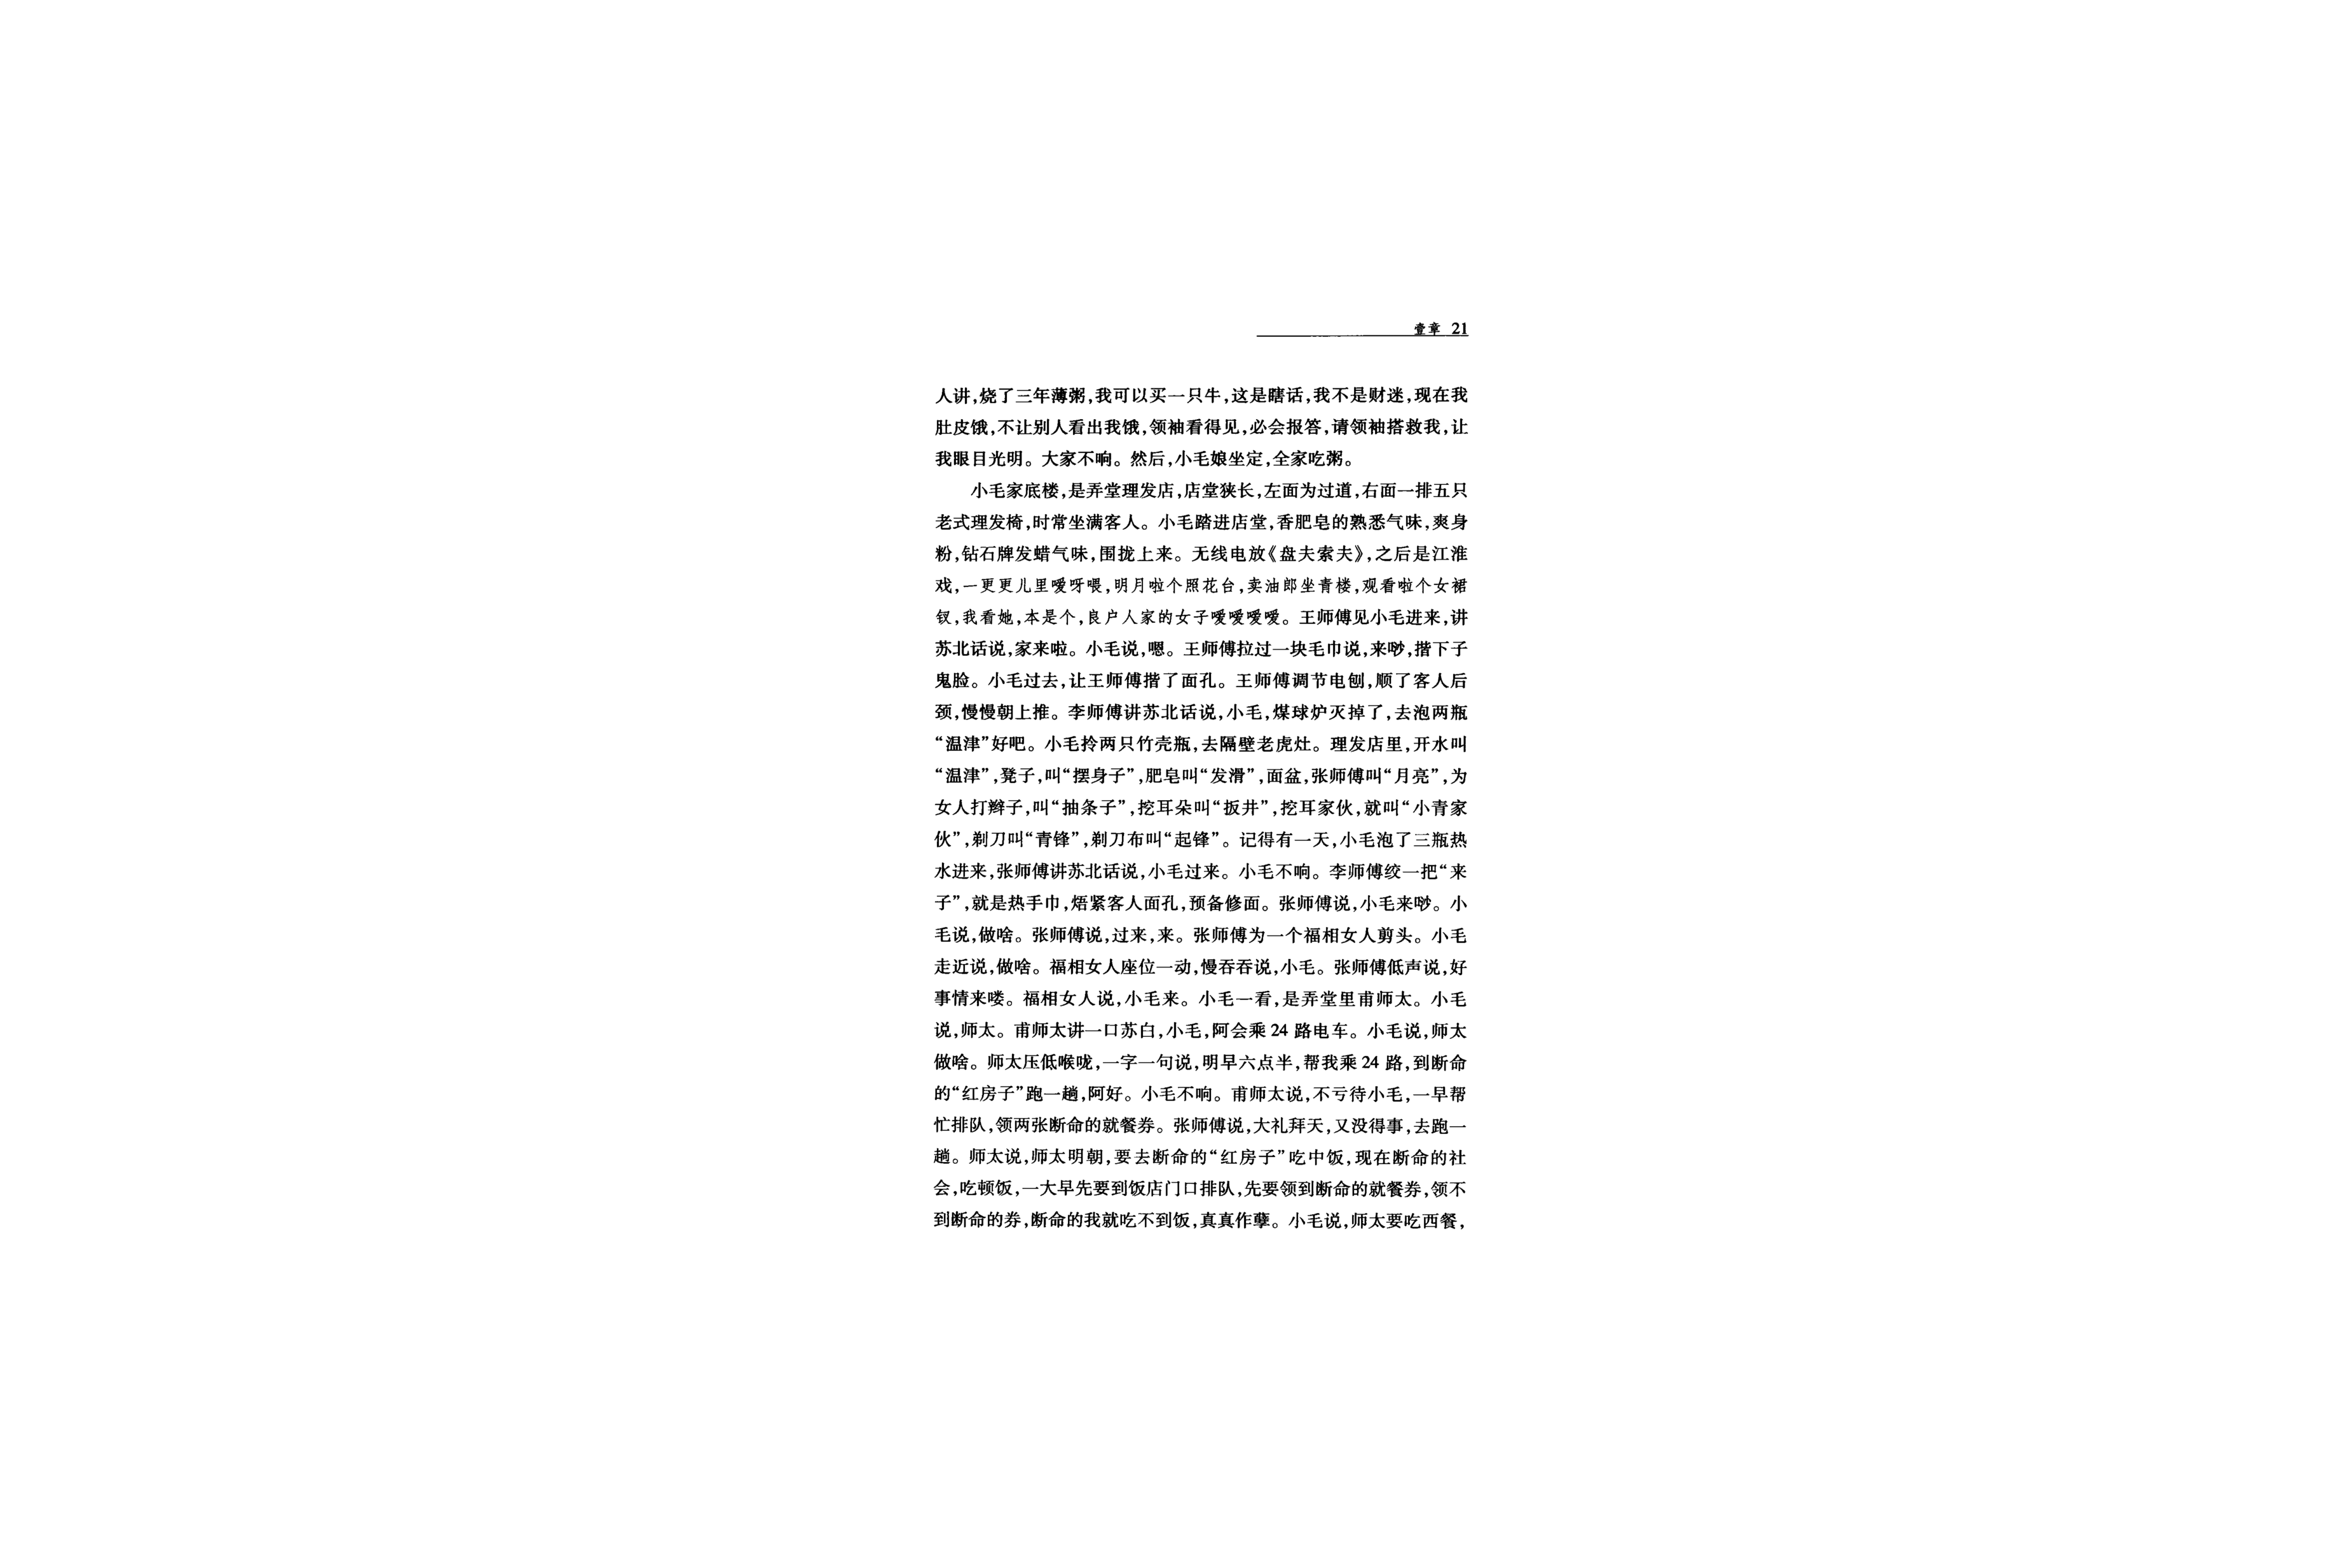 壹章 21
人讲,烧了三年薄粥,我可以买一只牛,这是瞎话,我不是财迷,现在我
肚皮饿,不让别人看出我饿,领袖看得见,必会报答,请领袖搭救我,让
我眼目光明。大家不响。然后,小毛娘坐定,全家吃粥。
小毛家底楼,是弄堂理发店,店堂狭长,左面为过道,右面一排五只
老式理发椅,时常坐满客人。小毛踏进店堂,香肥皂的熟悉气味,爽身
粉,钻石牌发蜡气味,围拢上来。无线电放《盘夫索夫》,之后是江淮
戏,一更更儿里嗳呀喂,明月啦个照花台,卖油郎坐青楼,观看啦个女裙
钗,我看她,本是个,良户人家的女子嗳嗳嗳嗳。王师傅见小毛进来,讲
苏北话说,家来啦。小毛说,嗯。王师傅拉过一块毛巾说,来吵,揩下子
鬼脸。小毛过去,让王师傅揩了面孔。王师傅调节电刨,顺了客人后
颈,慢慢朝上推。李师傅讲苏北话说,小毛,煤球炉灭掉了,去泡两瓶
“温津”好吧。小毛拎两只竹壳瓶,去隔壁老虎灶。理发店里,开水叫
“温津”,凳子,叫“摆身子”,肥皂叫“发滑”,面盆,张师傅叫“月亮”,为
女人打辫子,叫“抽条子”,挖耳朵叫“扳井”,挖耳家伙,就叫“小青家
伙”,剃刀叫“青锋”,剃刀布叫“起锋”。记得有一天,小毛泡了三瓶热
水进来,张师傅讲苏北话说,小毛过来。小毛不响。李师傅绞一把“来
子”,就是热手巾,焐紧客人面孔,预备修面。张师傅说,小毛来吵。小
毛说,做啥。张师傅说,过来,来。张师傅为一个福相女人剪头。小毛
走近说,做啥。福相女人座位一动,慢吞吞说,小毛。张师傅低声说,好
事情来喽。福相女人说,小毛来。小毛一看,是弄堂里甫师太。小毛
说,师太。甫师太讲一口苏白,小毛,阿会乘 24 路电车。小毛说,师太
做啥。师太压低喉咙,一字一句说,明早六点半,帮我乘 24 路,到断命
的“红房子”跑一趟,阿好。小毛不响。甫师太说,不亏待小毛,一早帮
忙排队,领两张断命的就餐券。张师傅说,大礼拜天,又没得事,去跑一
趟。师太说,师太明朝,要去断命的“红房子”吃中饭,现在断命的社
会,吃顿饭,一大早先要到饭店门口排队,先要领到断命的就餐券,领不
到断命的券,断命的我就吃不到饭,真真作孽。小毛说,师太要吃西餐,